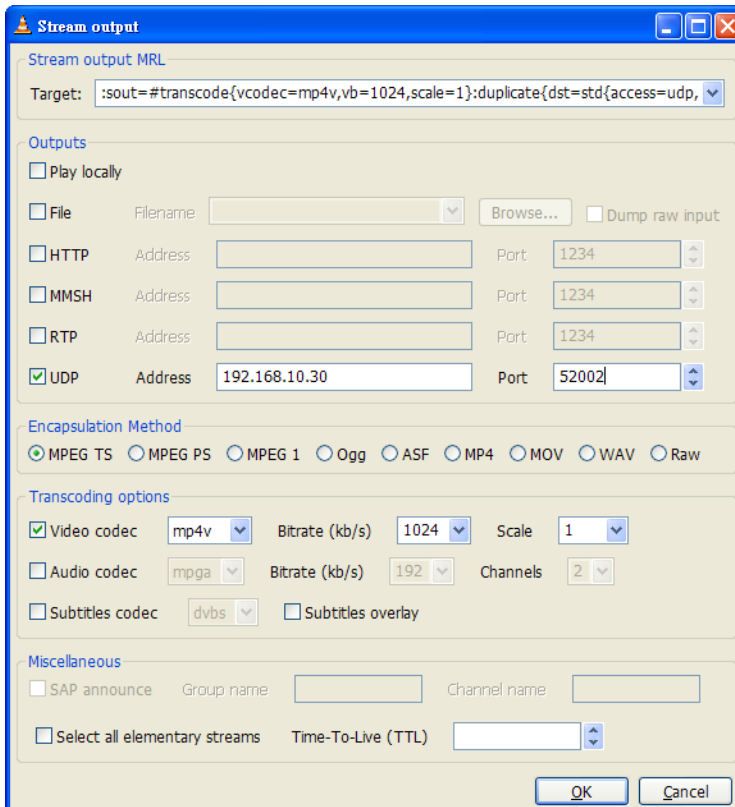 Stream output
Stream output MRL
Target: :sout=#transcode{vcodec=mp4v,vb=1024,scale=1}:duplicate{dst=std{access=udp,
Outputs
Play locally
File Filename Browse... Dump raw input
HTTP Address Port 1234
MMSH Address Port 1234
RTP Address Port 1234
UDP Address 192.168.10.30 Port 52002
Encapsulation Method
MPEG TS MPEG PS MPEG 1 Ogg ASF MP4 MOV WAV Raw
Transcoding options
Video codec mp4v Bitrate (kb/s) 1024 Scale 1
Audio codec mpga Bitrate (kb/s) 192 Channels 2
Subtitles codec dvbs Subtitles overlay
Miscellaneous
SAP announce Group name Channel name
Select all elementary streams Time-To-Live (TTL)
OK Cancel